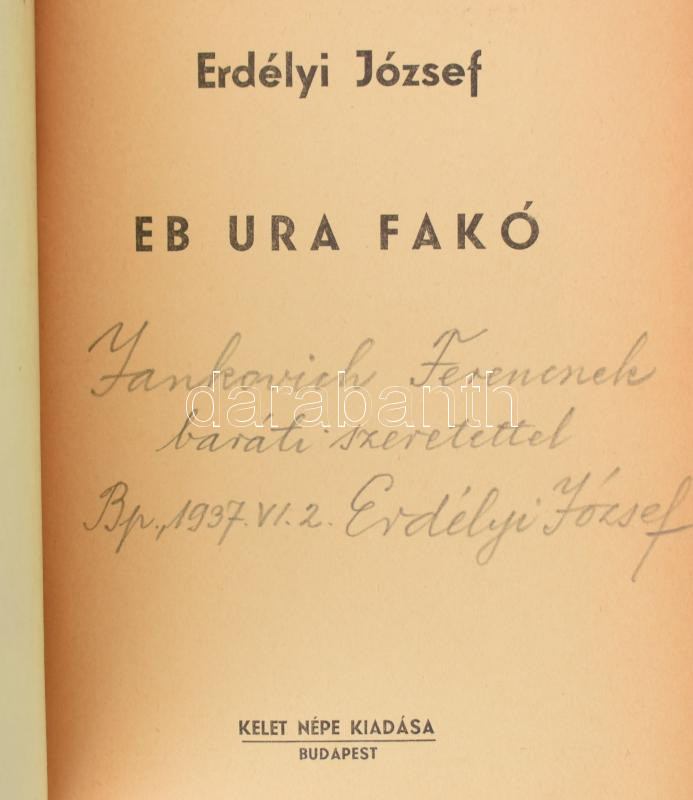 Erdélyi József
EB URA FAKÓ
Jankovich Ferencnek
darabanth
baráti szeretettel
Bp., 1937. VI. 2. Erdélyi József
KELET NÉPE KIADÁSA
BUDAPEST